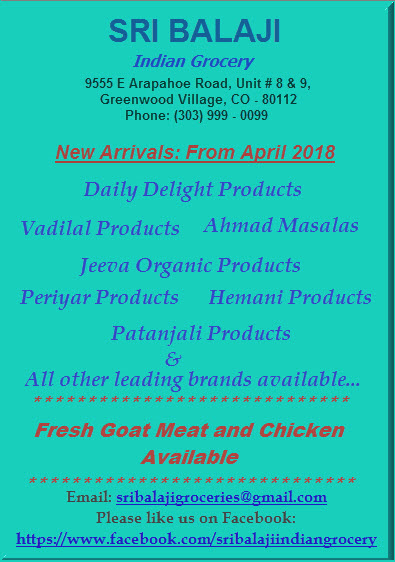 SRI BALAJI
Indian Grocery
9555 E Arapahoe Road, Unit # 8 & 9,
Greenwood Village, CO - 80112
Phone: (303) 999 - 0099
New Arrivals: From April 2018
Daily Delight Products
Vadilal Products Ahmad Masalas
Jeeva Organic Products
Periyar Products Hemani Products
Patanjali Products
&
All other leading brands available...
*****************************
Fresh Goat Meat and Chicken
Available
******************************
Email: sribalajigroceries@gmail.com
Please like us on Facebook:
https://www.facebook.com/sribalajiindiangrocery